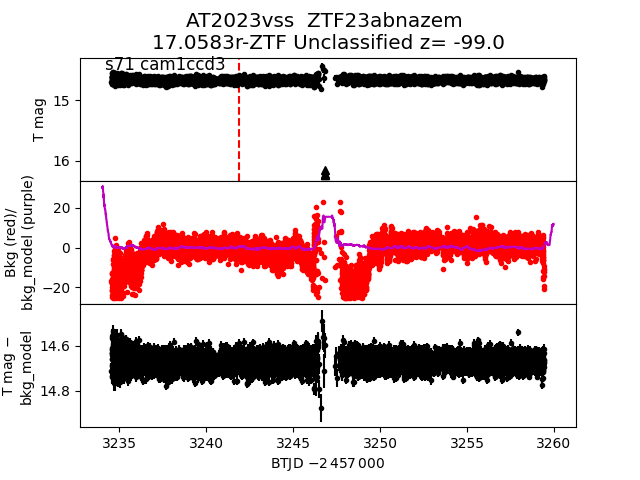 AT2023vss  ZTF23abnazem
17.0583r-ZTF Unclassified z= -99.0
s71 cam1ccd3
T mag
15
16
Bkg (red)/
bkg_model (purple)
20
0
−20
T mag −
bkg_model
14.6
14.8
3235
3240
3245
3250
3255
3260
BTJD −2 457 000